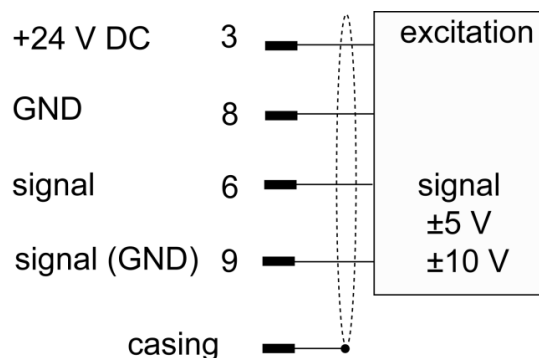 +24 V DC 3 excitation
GND 8
signal 6 signal
±5 V
signal (GND) 9 ±10 V
casing